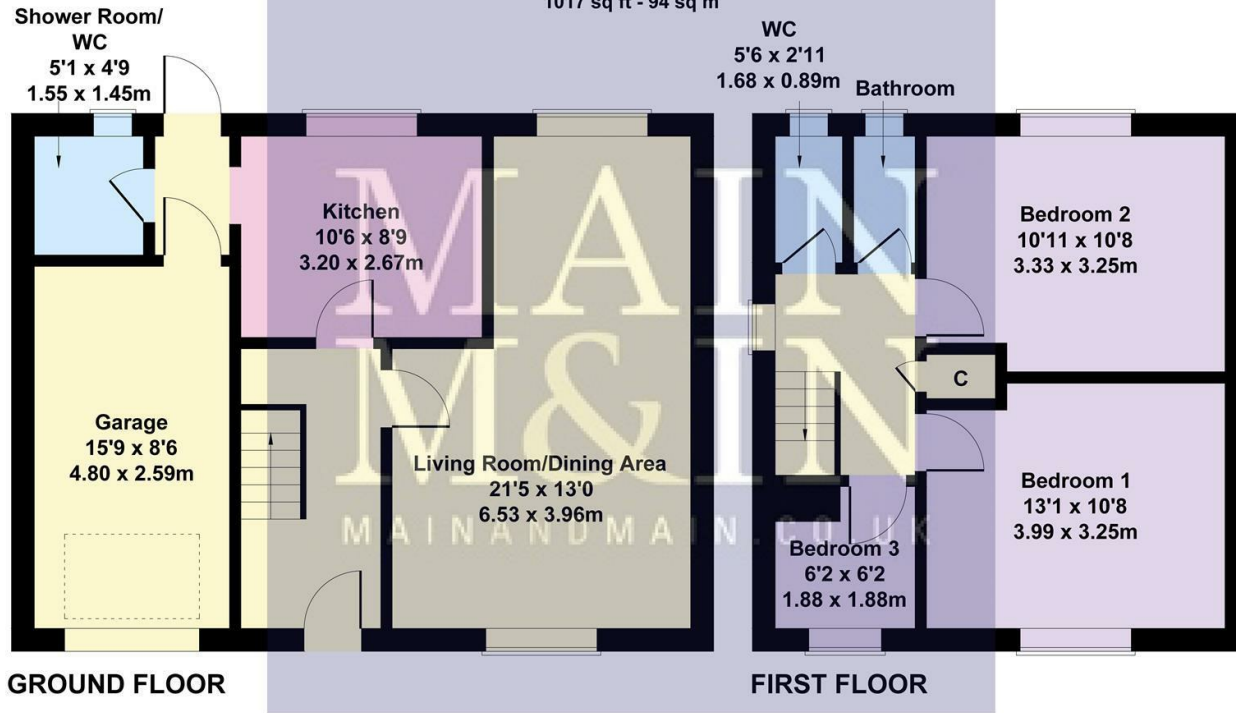 1017 sq ft - 94 sq m
Shower Room/
WC
5'1 x 4'9
1.55 x 1.45m
Kitchen
10'6 x 8'9
3.20 x 2.67m
Garage
15'9 x 8'6
4.80 x 2.59m
Living Room/Dining Area
21'5 x 13'0
6.53 x 3.96m
GROUND FLOOR
WC
5'6 x 2'11
1.68 x 0.89m
Bathroom
Bedroom 2
10'11 x 10'8
3.33 x 3.25m
C
Bedroom 1
13'1 x 10'8
3.99 x 3.25m
Bedroom 3
6'2 x 6'2
1.88 x 1.88m
FIRST FLOOR
MAIN
M&IN
MAINANDMAIN.CO.UK